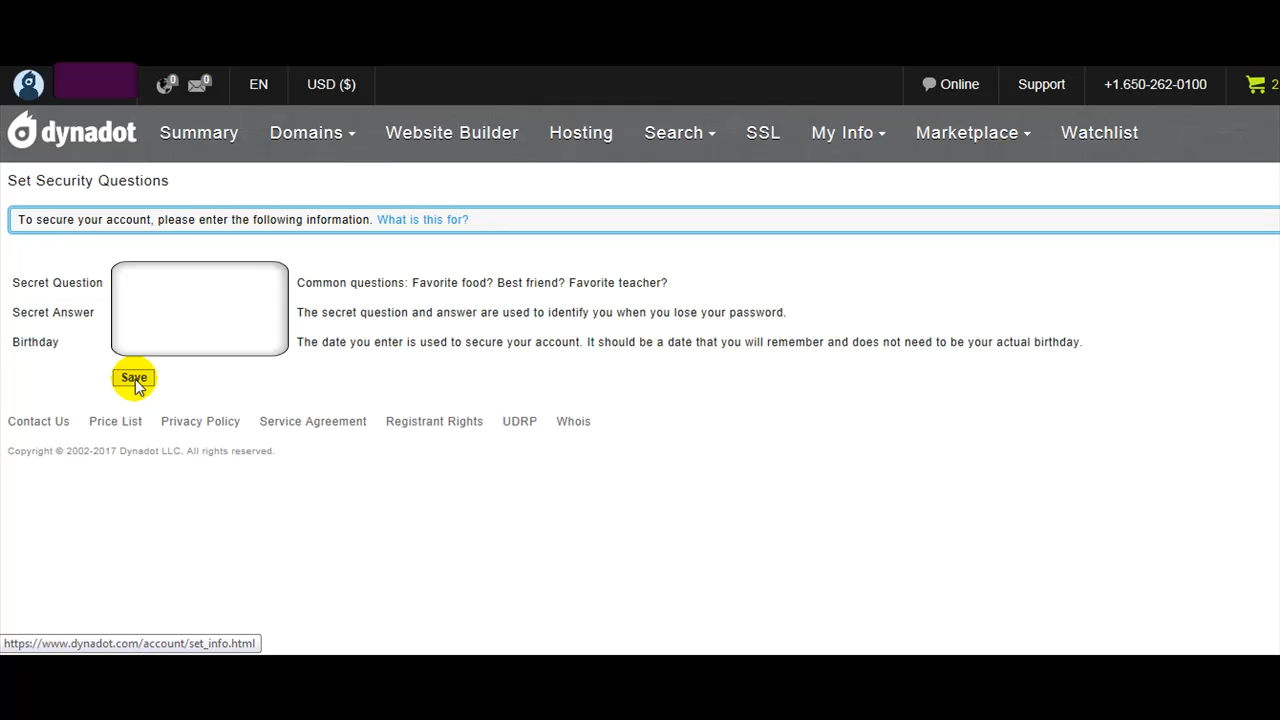 0 0 EN USD ($) Online Support +1.650-262-0100 2
dynadot Summary Domains Website Builder Hosting Search SSL My Info Marketplace Watchlist
Set Security Questions
To secure your account, please enter the following information. What is this for?
Secret Question Common questions: Favorite food? Best friend? Favorite teacher?
Secret Answer The secret question and answer are used to identify you when you lose your password.
Birthday The date you enter is used to secure your account. It should be a date that you will remember and does not need to be your actual birthday.
Save
Contact Us Price List Privacy Policy Service Agreement Registrant Rights UDRP Whois
Copyright © 2002-2017 Dynadot LLC. All rights reserved.
https://www.dynadot.com/account/set_info.html